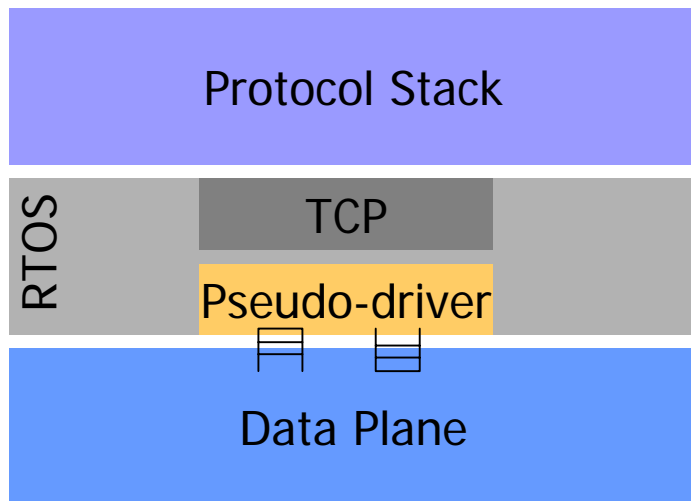 Protocol Stack
RTOS
TCP
Pseudo-driver
Data Plane